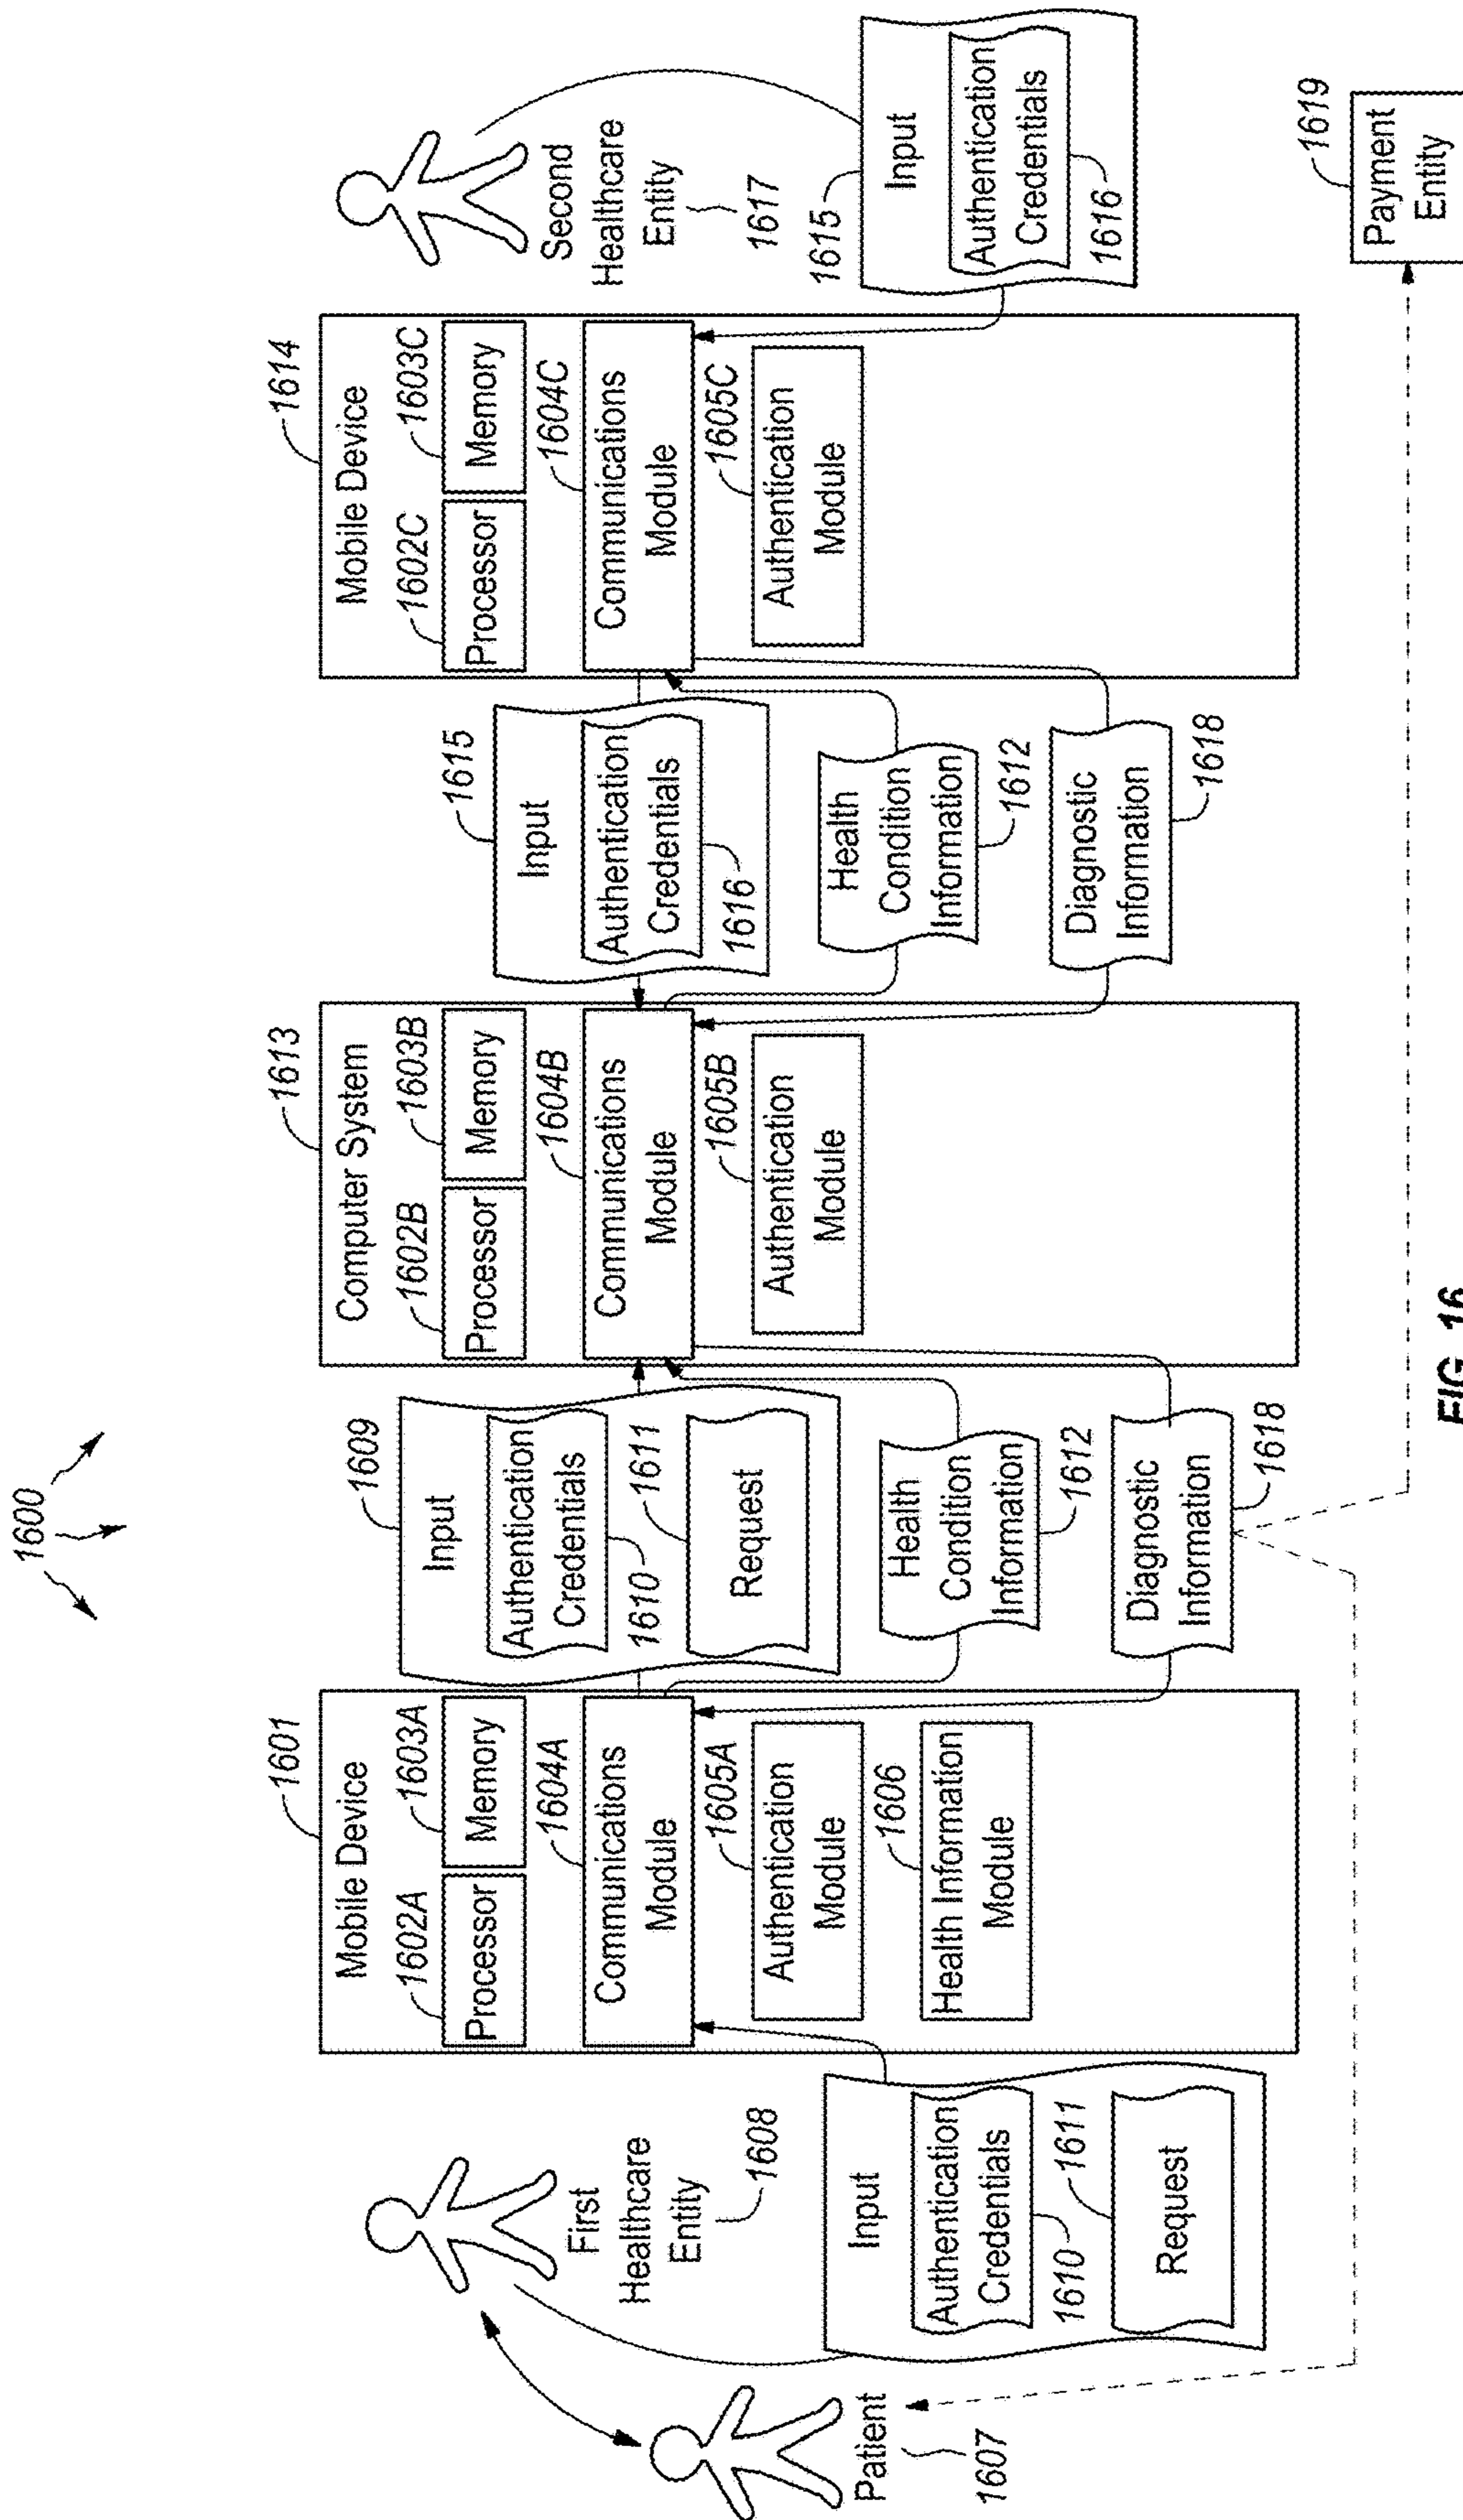 1600
Patient
1607
First
Healthcare
Entity
1608
Input
Authentication
Credentials
1610
1611
Request
1601
Mobile Device
1602A
Processor
1603A
Memory
1604A
Communications
Module
1605A
Authentication
Module
1606
Health Information
Module
1609
Input
Authentication
Credentials
1610
1611
Request
Health
Condition
Information
1612
Diagnostic
Information
1618
1613
Computer System
1602B
Processor
1603B
Memory
1604B
Communications
Module
1605B
Authentication
Module
1615
Input
Authentication
Credentials
1616
Health
Condition
Information
1612
Diagnostic
Information
1618
1614
Mobile Device
1602C
Processor
1603C
Memory
1604C
Communications
Module
1605C
Authentication
Module
Second
Healthcare
Entity
1617
1615
Input
Authentication
Credentials
1616
1619
Payment
Entity
FIG. 16